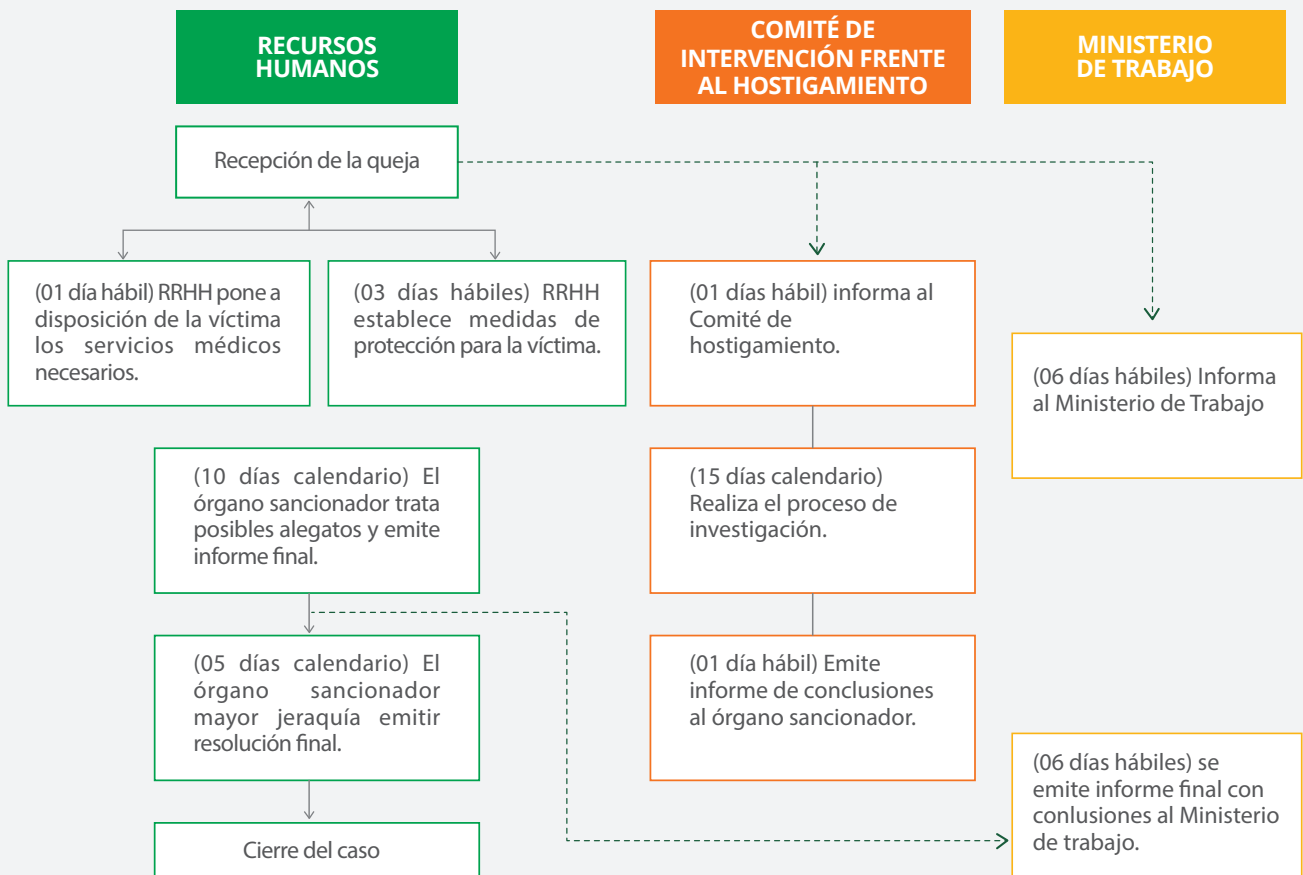 RECURSOS
HUMANOS
COMITÉ DE
INTERVENCIÓN FRENTE
AL HOSTIGAMIENTO
MINISTERIO
DE TRABAJO
Recepción de la queja
(01 día hábil) RRHH pone a
disposición de la víctima
los servicios médicos
necesarios.
(03 días hábiles) RRHH
establece medidas de
protección para la víctima.
(01 días hábil) informa al
Comité de
hostigamiento.
(06 días hábiles) Informa
al Ministerio de Trabajo
(10 días calendario) El
órgano sancionador trata
posibles alegatos y emite
informe final.
(15 días calendario)
Realiza el proceso de
investigación.
(05 días calendario) El
órgano sancionador
mayor jeraquía emitir
resolución final.
(01 día hábil) Emite
informe de conclusiones
al órgano sancionador.
(06 días hábiles) se
emite informe final con
conlusiones al Ministerio
de trabajo.
Cierre del caso